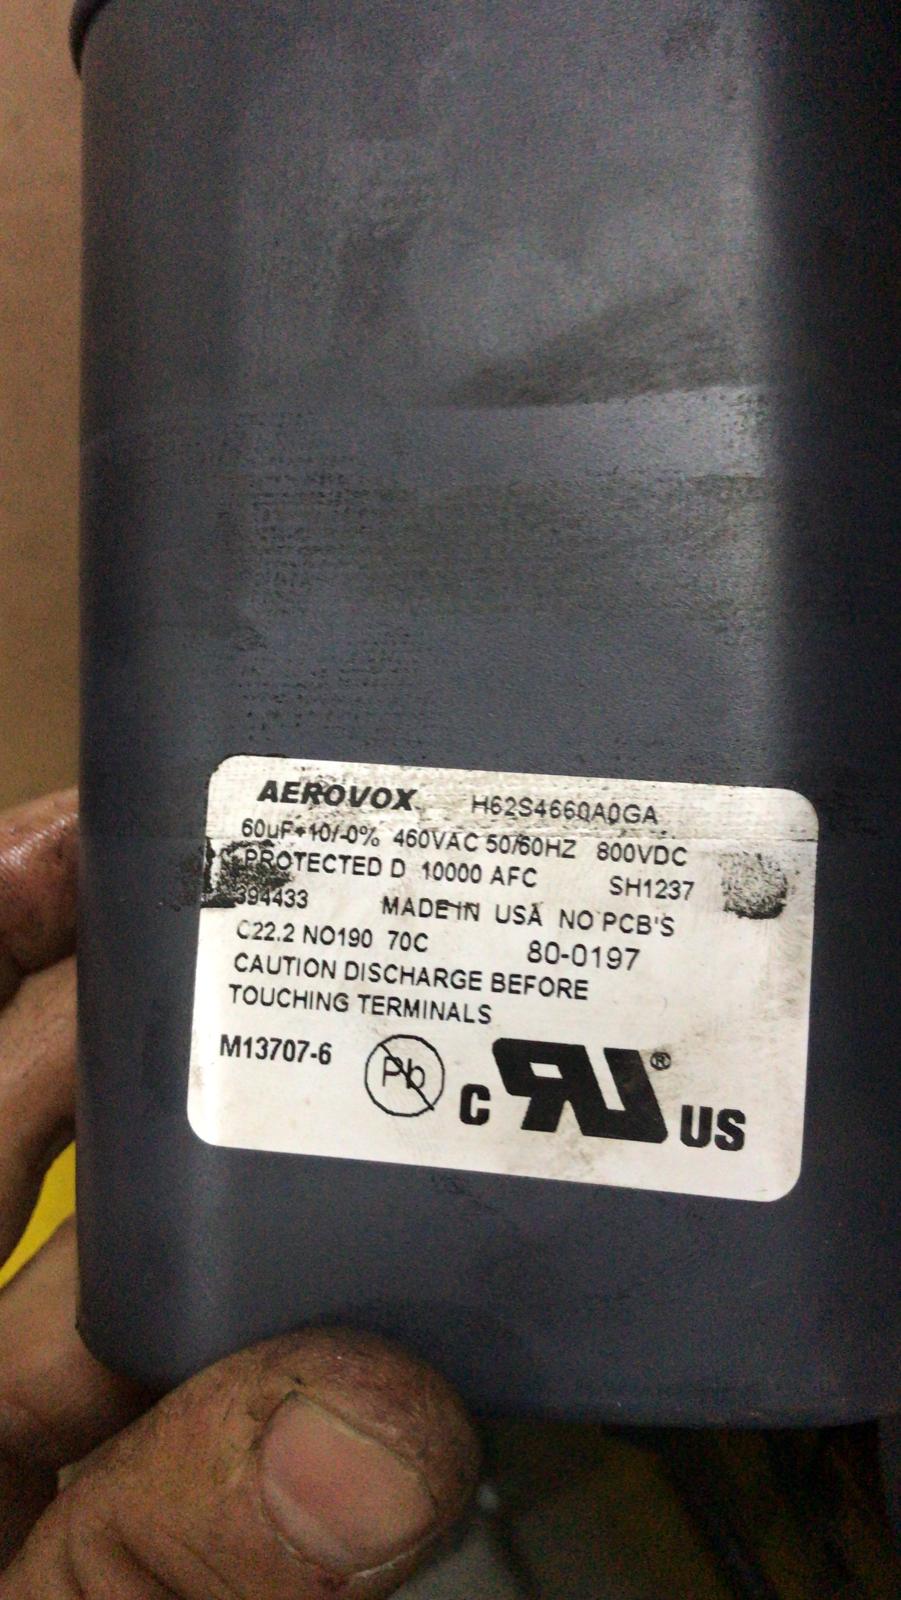 AEROVOX H62S4660A0GA
60uF+10/-0% 460VAC 50/60HZ 800VDC
PROTECTED D 10000 AFC SH1237
394433 MADE IN USA NO PCB'S
C22.2 NO190 70C 80-0197
CAUTION DISCHARGE BEFORE
TOUCHING TERMINALS
M13707-6 Pb C RU® US